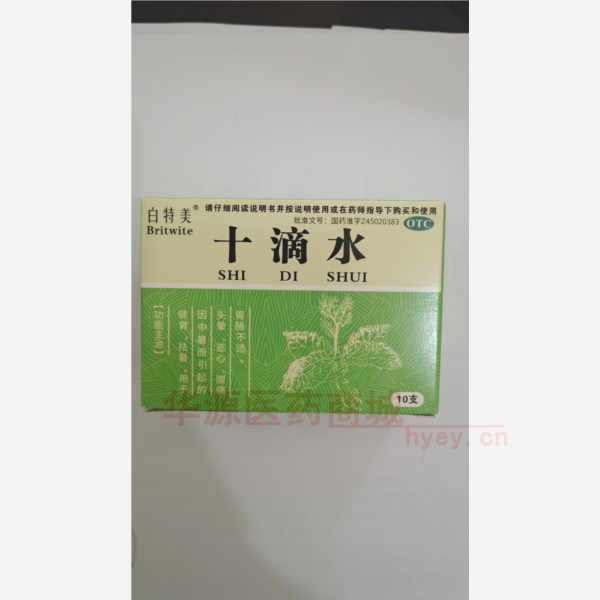 白特美®
Britwite
请仔细阅读说明书并按说明使用或在药师指导下购买和使用
批准文号：国药准字Z45020383
OTC
十滴水
SHI DI SHUI
【功能主治】
健胃，祛暑。用于
因中暑而引起的
头晕、恶心、腹痛、
胃肠不适。
10支
华源医药商城
hyey.cn